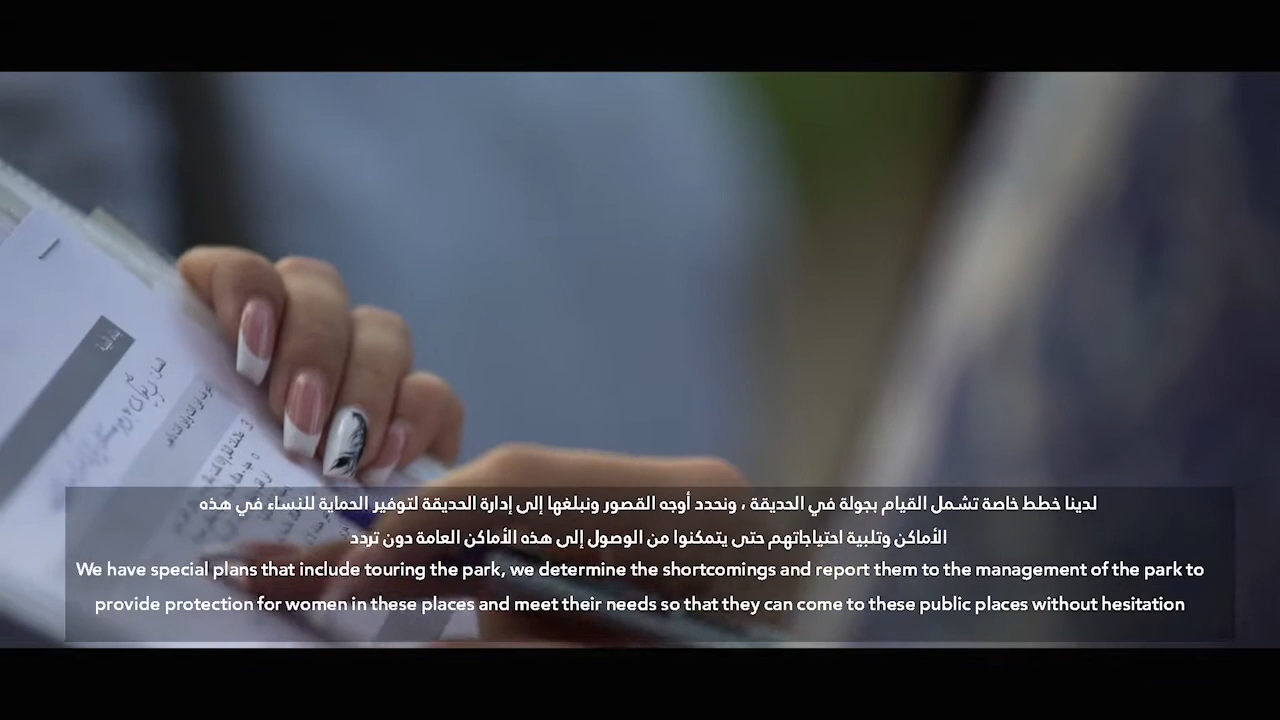 لدينا خطط خاصة تشمل القيام بجولة في الحديقة ، ونحدد أوجه القصور ونبلغها إلى إدارة الحديقة لتوفير الحماية للنساء في هذه
الأماكن وتلبية احتياجاتهم حتى يتمكنوا من الوصول إلى هذه الأماكن العامة دون تردد
We have special plans that include touring the park, we determine the shortcomings and report them to the management of the park to
provide protection for women in these places and meet their needs so that they can come to these public places without hesitation